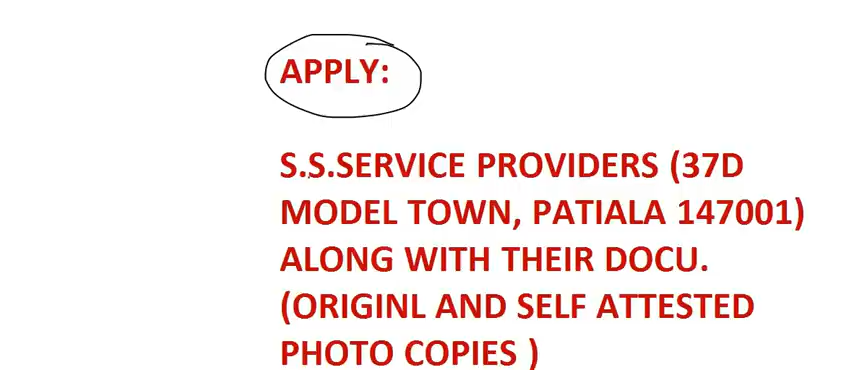 APPLY:
S.S.SERVICE PROVIDERS (37D
MODEL TOWN, PATIALA 147001)
ALONG WITH THEIR DOCU.
(ORIGINL AND SELF ATTESTED
PHOTO COPIES )